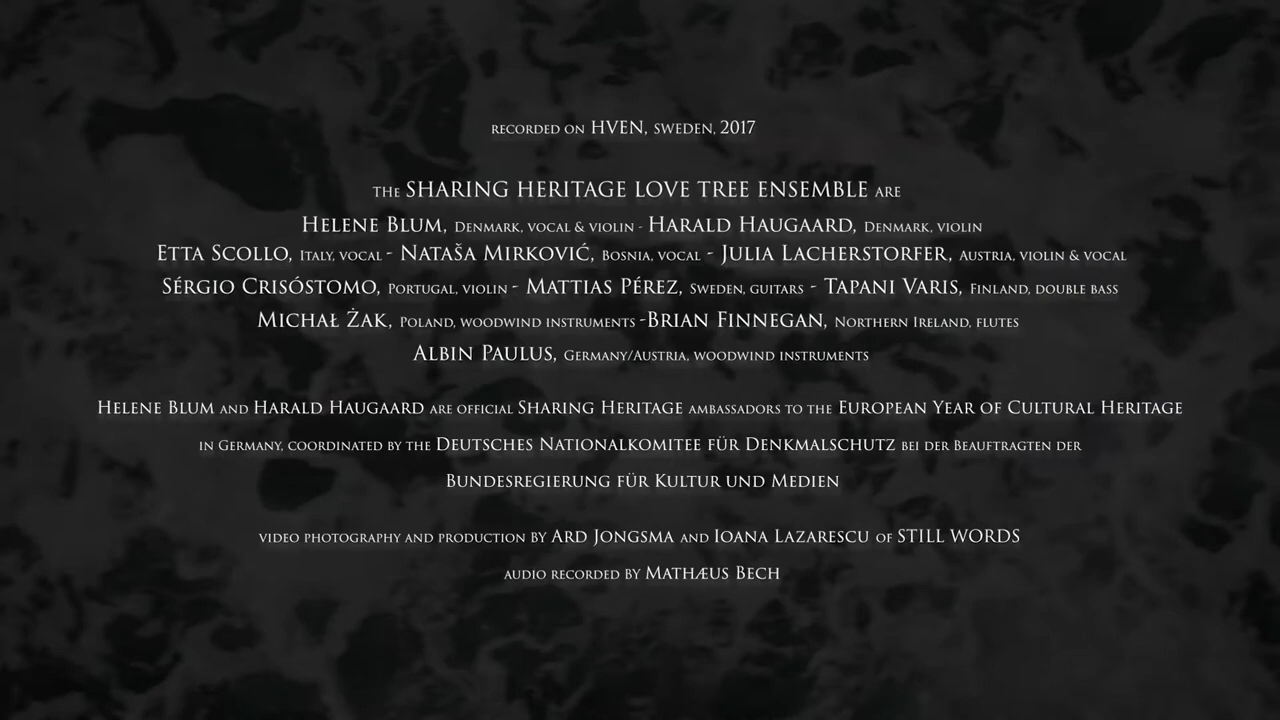 RECORDED ON HVEN, SWEDEN, 2017
THE SHARING HERITAGE LOVE TREE ENSEMBLE ARE
HELENE BLUM, DENMARK, VOCAL & VIOLIN - HARALD HAUGAARD, DENMARK, VIOLIN
ETTA SCOLLO, ITALY, VOCAL - NATAŠA MIRKOVIĆ, BOSNIA, VOCAL - JULIA LACHERSTORFER, AUSTRIA, VIOLIN & VOCAL
SÉRGIO CRISÓSTOMO, PORTUGAL, VIOLIN - MATTIAS PÉREZ, SWEDEN, GUITARS - TAPANI VARIS, FINLAND, DOUBLE BASS
MICHAŁ ŻAK, POLAND, WOODWIND INSTRUMENTS -BRIAN FINNEGAN, NORTHERN IRELAND, FLUTES
ALBIN PAULUS, GERMANY/AUSTRIA, WOODWIND INSTRUMENTS
HELENE BLUM AND HARALD HAUGAARD ARE OFFICIAL SHARING HERITAGE AMBASSADORS TO THE EUROPEAN YEAR OF CULTURAL HERITAGE
IN GERMANY, COORDINATED BY THE DEUTSCHES NATIONALKOMITEE FÜR DENKMALSCHUTZ BEI DER BEAUFTRAGTEN DER
BUNDESREGIERUNG FÜR KULTUR UND MEDIEN
VIDEO PHOTOGRAPHY AND PRODUCTION BY ARD JONGSMA AND IOANA LAZARESCU OF STILL WORDS
AUDIO RECORDED BY MATHÆUS BECH